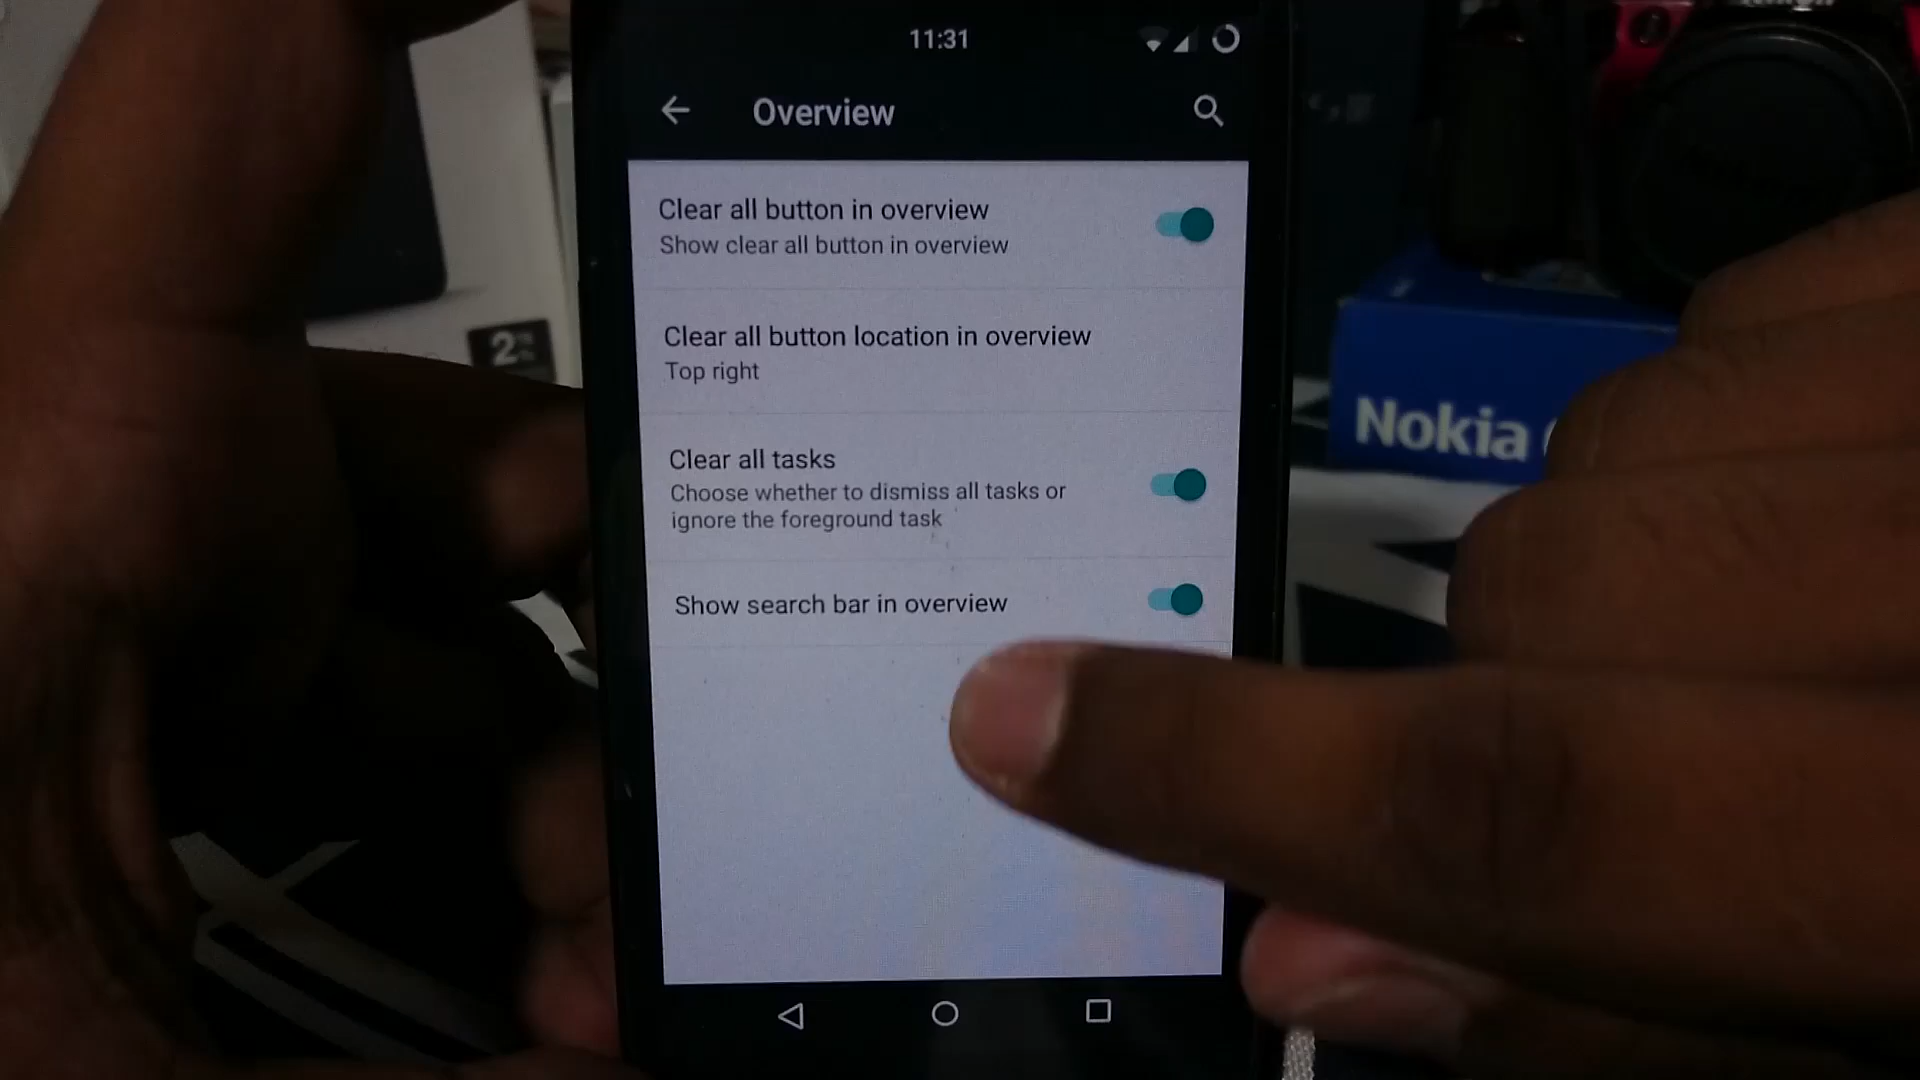 11:31
Overview
Clear all button in overview
Show clear all button in overview
Clear all button location in overview
Top right
Clear all tasks
Choose whether to dismiss all tasks or
ignore the foreground task
Show search bar in overview
2
Nokia